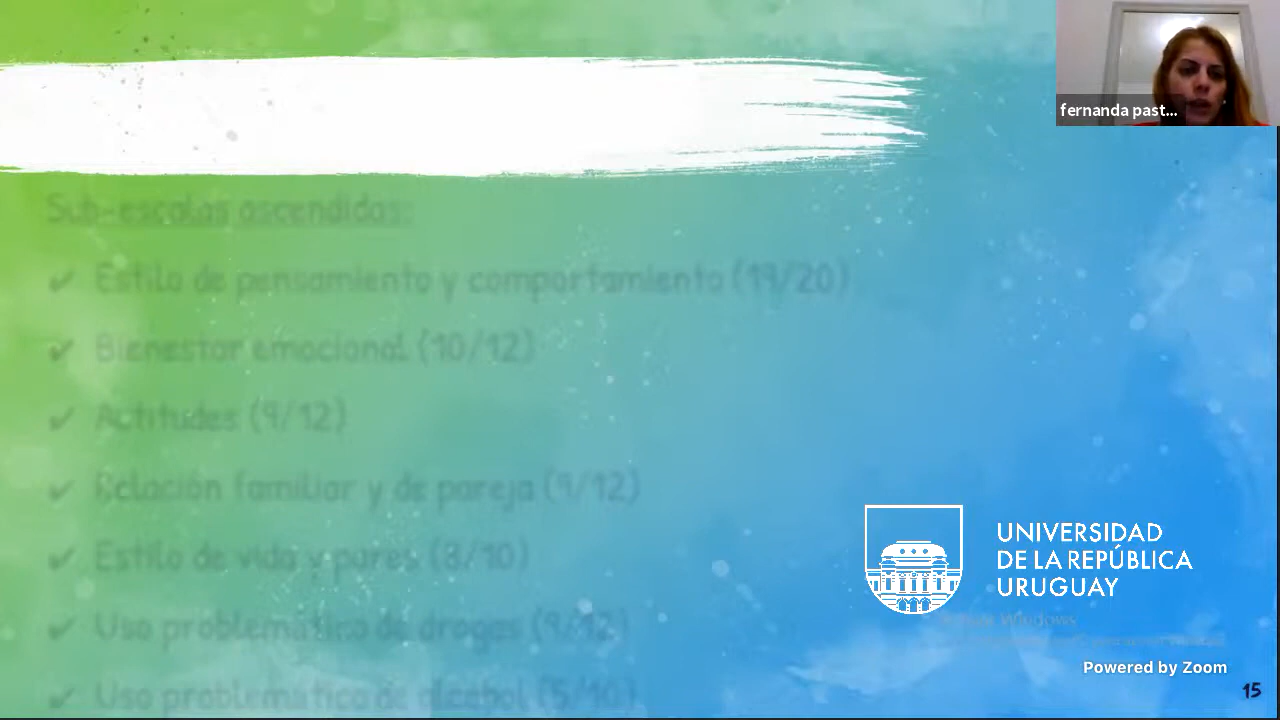 fernanda past...
Sub-escalas ascendidas:
✔ Estilo de pensamiento y comportamiento (19/20)
✔ Bienestar emocional (10/12)
✔ Actitudes (9/12)
✔ Relación familiar y de pareja (9/12)
✔ Estilo de vida y pares (8/10)
✔ Uso problemático de drogas (9/12)
✔ Uso problemático de alcohol (5/10)
UNIVERSIDAD
DE LA REPÚBLICA
URUGUAY
Windows
Powered by Zoom
15